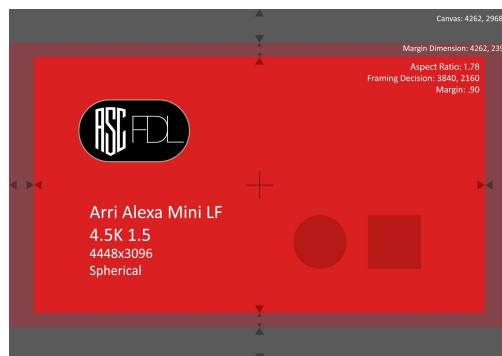 Canvas: 4262, 2968
Margin Dimension: 4262, 239
Aspect Ratio: 1.78
Framing Decision: 3840, 2160
Margin: .90
ASC FDL
Arri Alexa Mini LF
4.5K 1.5
4448x3096
Spherical